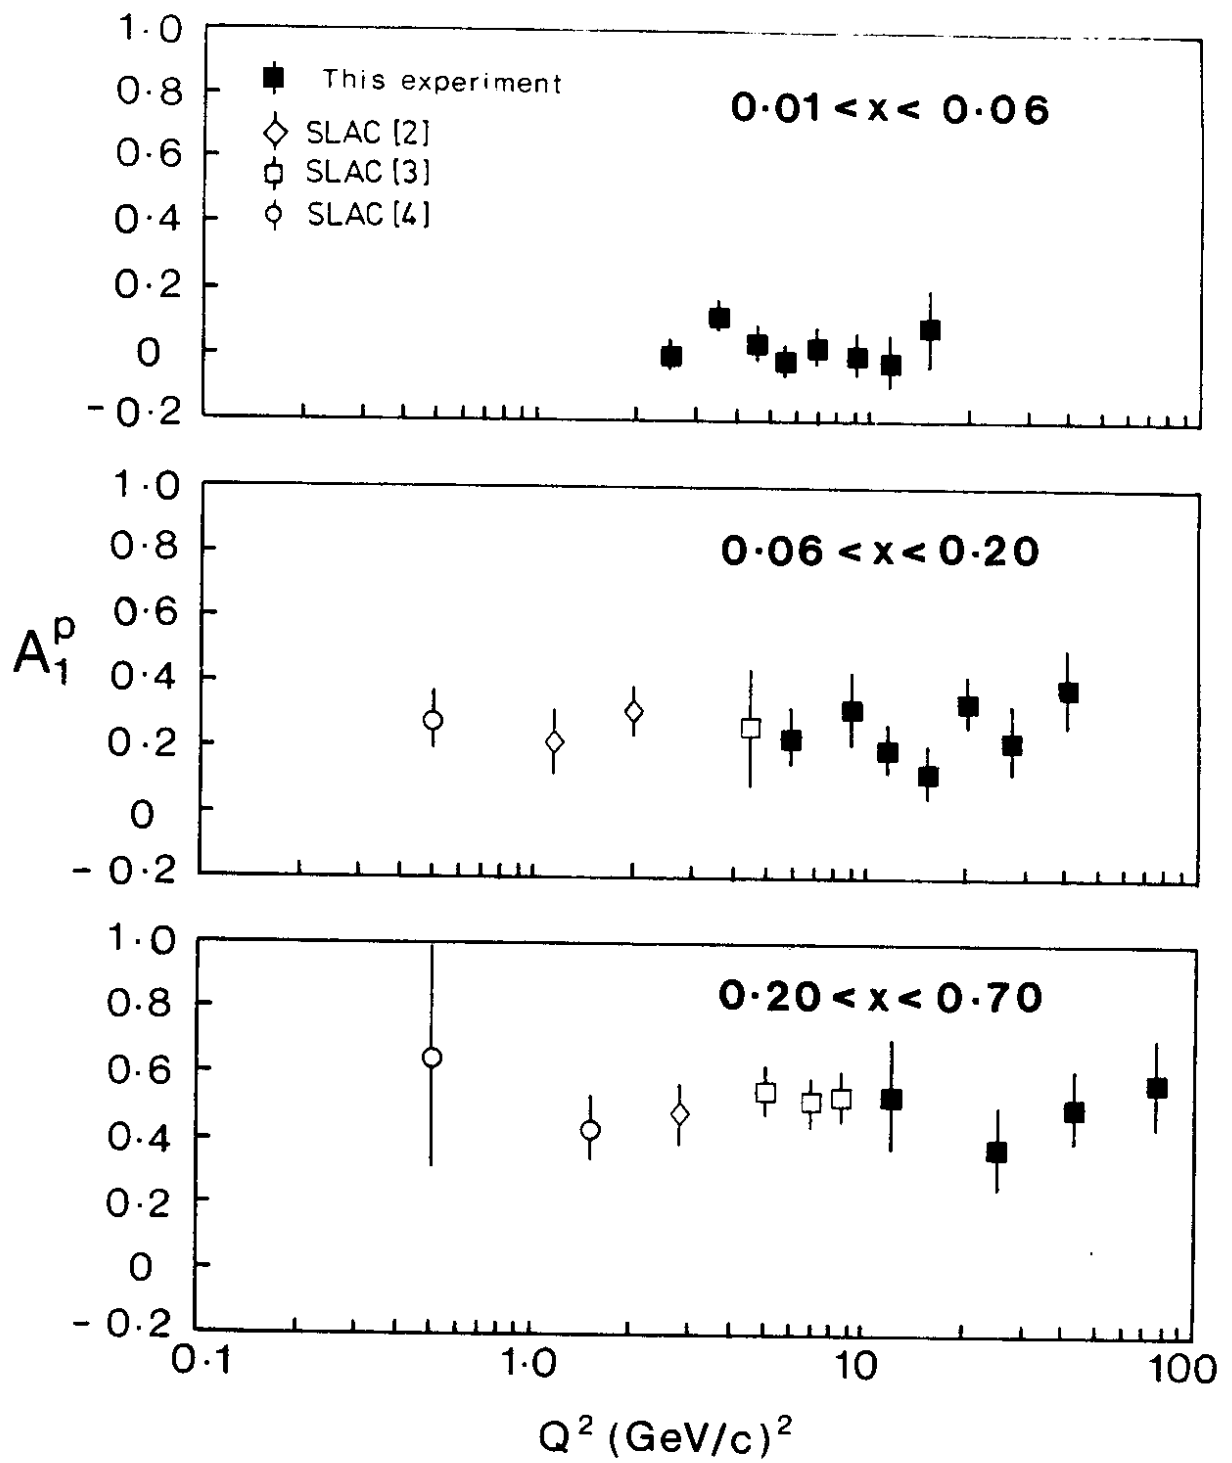 1·0
0·8
0·6
0·4
0·2
0
-0·2
This experiment
SLAC [2]
SLAC [3]
SLAC [4]
0·01 < x < 0·06
1·0
0·8
0·6
0·4
0·2
0
-0·2
0·06 < x < 0·20
A₁ᵖ
1·0
0·8
0·6
0·4
0·2
0
-0·2
0·20 < x < 0·70
0·1 1·0 10 100
Q² (GeV/c)²